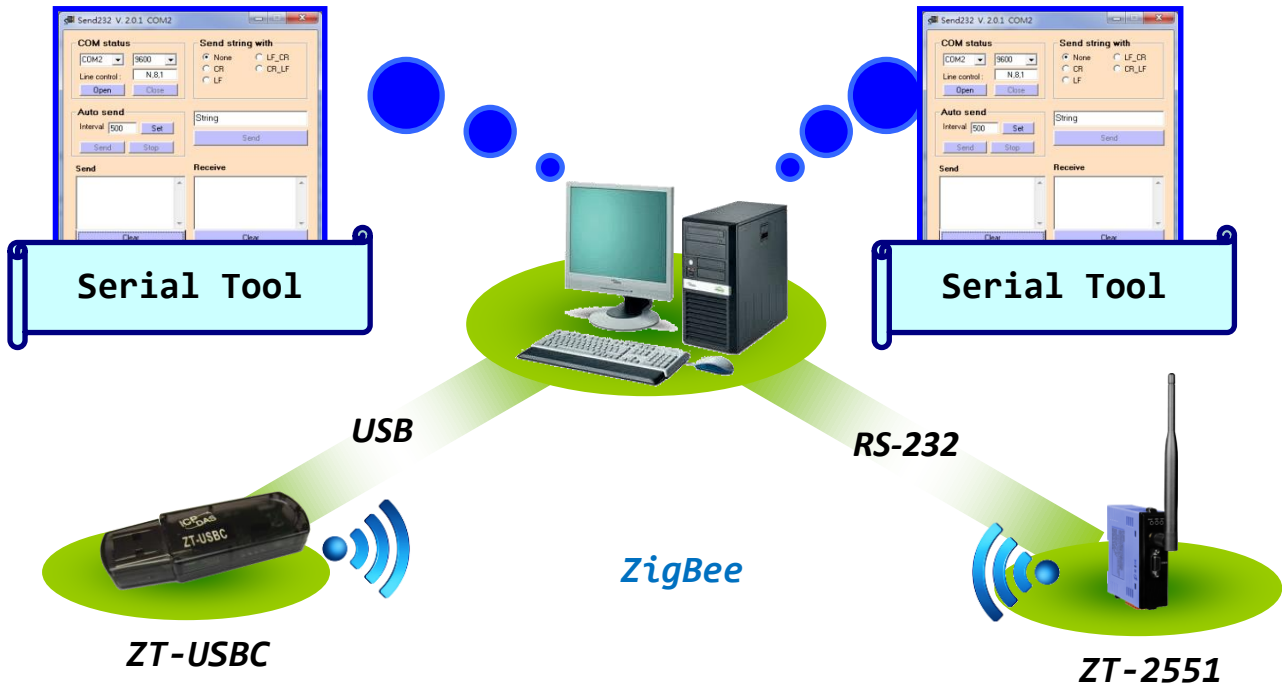 Send232 V. 2.0.1 COM2
COM status
COM2
9600
Line control :
N,8,1
Open
Close
Send string with
None
LF_CR
CR
CR_LF
LF
Auto send
Interval
500
Set
Send
Stop
String
Send
Send
Receive
Clear
Clear
Serial Tool
Send232 V. 2.0.1 COM2
COM status
COM2
9600
Line control :
N,8,1
Open
Close
Send string with
None
LF_CR
CR
CR_LF
LF
Auto send
Interval
500
Set
Send
Stop
String
Send
Send
Receive
Clear
Clear
Serial Tool
USB
RS-232
ICP DAS
ZT-USBC
ZigBee
ZT-USBC
ZT-2551